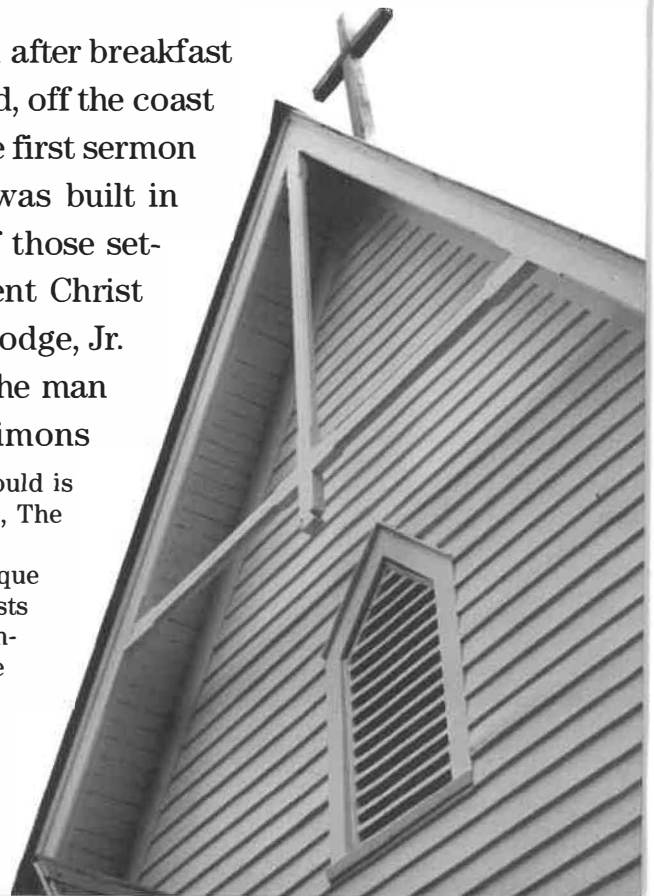 after breakfast
d, off the coast
e first sermon
was built in
f those set-
ent Christ
odge, Jr.
he man
imons
ould is
, The
que
sts
n-
e